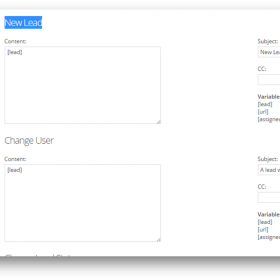 New Lead
Content:
Subject:
[lead]
New Lea
CC:
Variable
[lead]
[url]
[assigne
Change User
Content:
Subject:
[lead]
A lead w
CC:
Variable
[lead]
[url]
[assigne